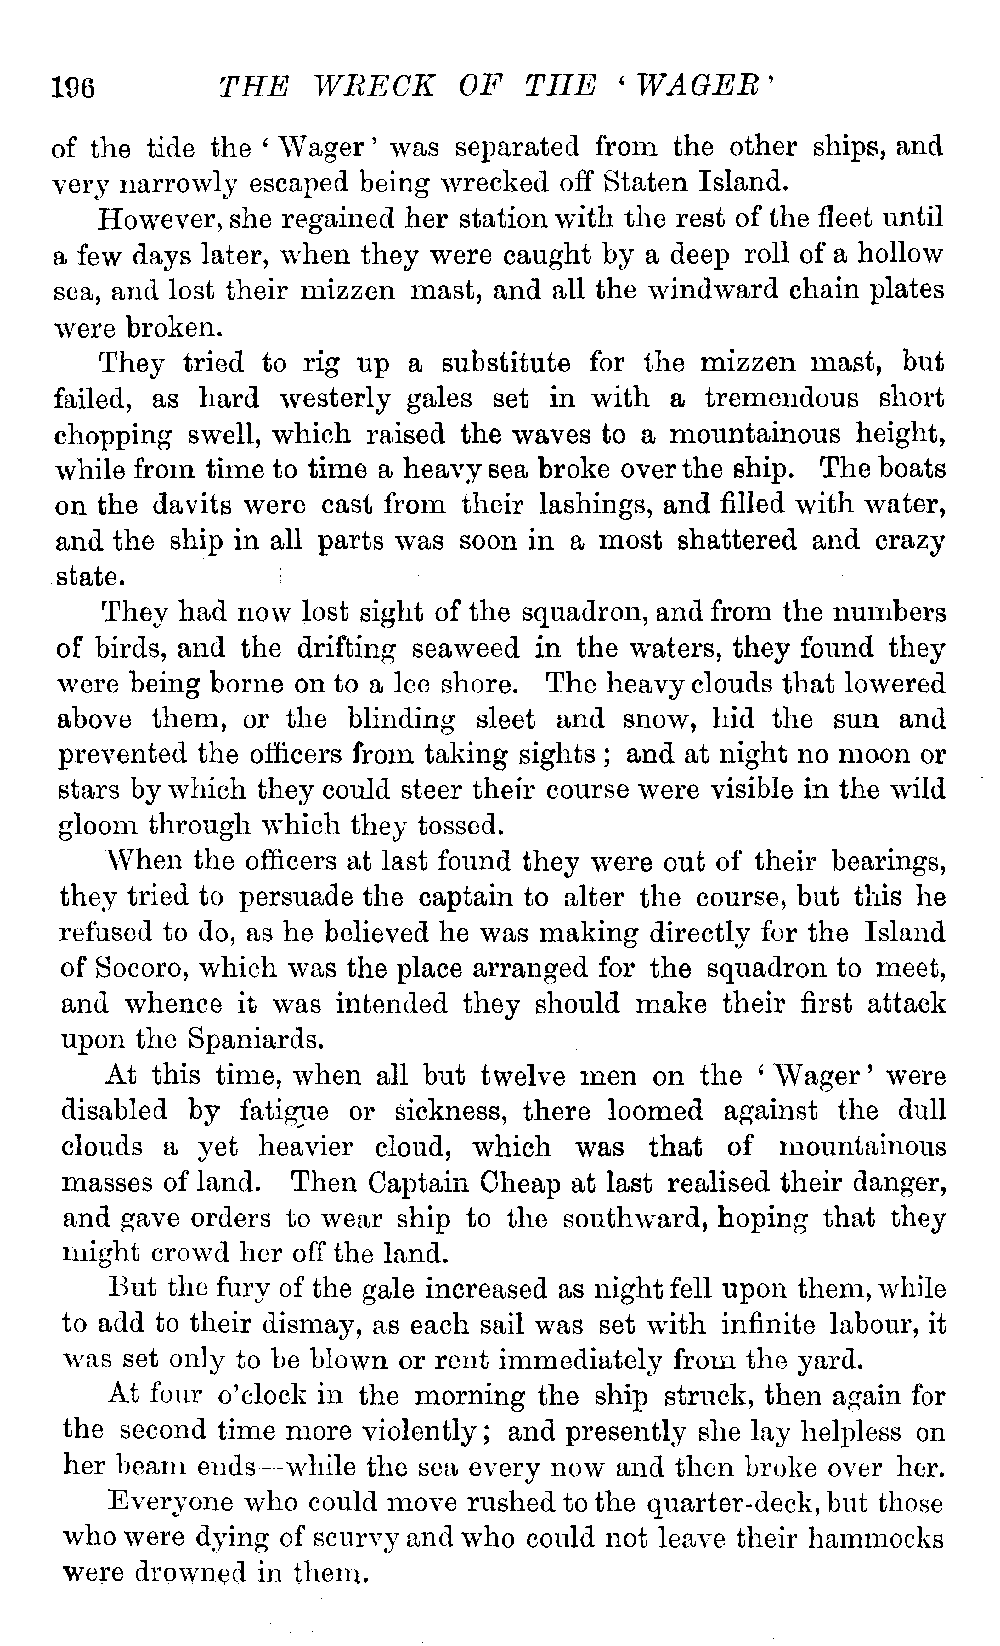 196 THE WRECK OF THE ‘ WAGER ’
of the tide the ‘ Wager ’ was separated from the other ships, and
very narrowly escaped being wrecked off Staten Island.
However, she regained her station with the rest of the fleet until
a few days later, when they were caught by a deep roll of a hollow
sea, and lost their mizzen mast, and all the windward chain plates
were broken.
They tried to rig up a substitute for the mizzen mast, but
failed, as hard westerly gales set in with a tremendous short
chopping swell, which raised the waves to a mountainous height,
while from time to time a heavy sea broke over the ship. The boats
on the davits were cast from their lashings, and filled with water,
and the ship in all parts was soon in a most shattered and crazy
state.
They had now lost sight of the squadron, and from the numbers
of birds, and the drifting seaweed in the waters, they found they
were being borne on to a lee shore. The heavy clouds that lowered
above them, or the blinding sleet and snow, hid the sun and
prevented the officers from taking sights ; and at night no moon or
stars by which they could steer their course were visible in the wild
gloom through which they tossed.
When the officers at last found they were out of their bearings,
they tried to persuade the captain to alter the course, but this he
refused to do, as he believed he was making directly for the Island
of Socoro, which was the place arranged for the squadron to meet,
and whence it was intended they should make their first attack
upon the Spaniards.
At this time, when all but twelve men on the ‘ Wager ’ were
disabled by fatigue or sickness, there loomed against the dull
clouds a yet heavier cloud, which was that of mountainous
masses of land. Then Captain Cheap at last realised their danger,
and gave orders to wear ship to the southward, hoping that they
might crowd her off the land.
But the fury of the gale increased as night fell upon them, while
to add to their dismay, as each sail was set with infinite labour, it
was set only to be blown or rent immediately from the yard.
At four o’clock in the morning the ship struck, then again for
the second time more violently ; and presently she lay helpless on
her beam ends—while the sea every now and then broke over her.
Everyone who could move rushed to the quarter-deck, but those
who were dying of scurvy and who could not leave their hammocks
were drowned in them.